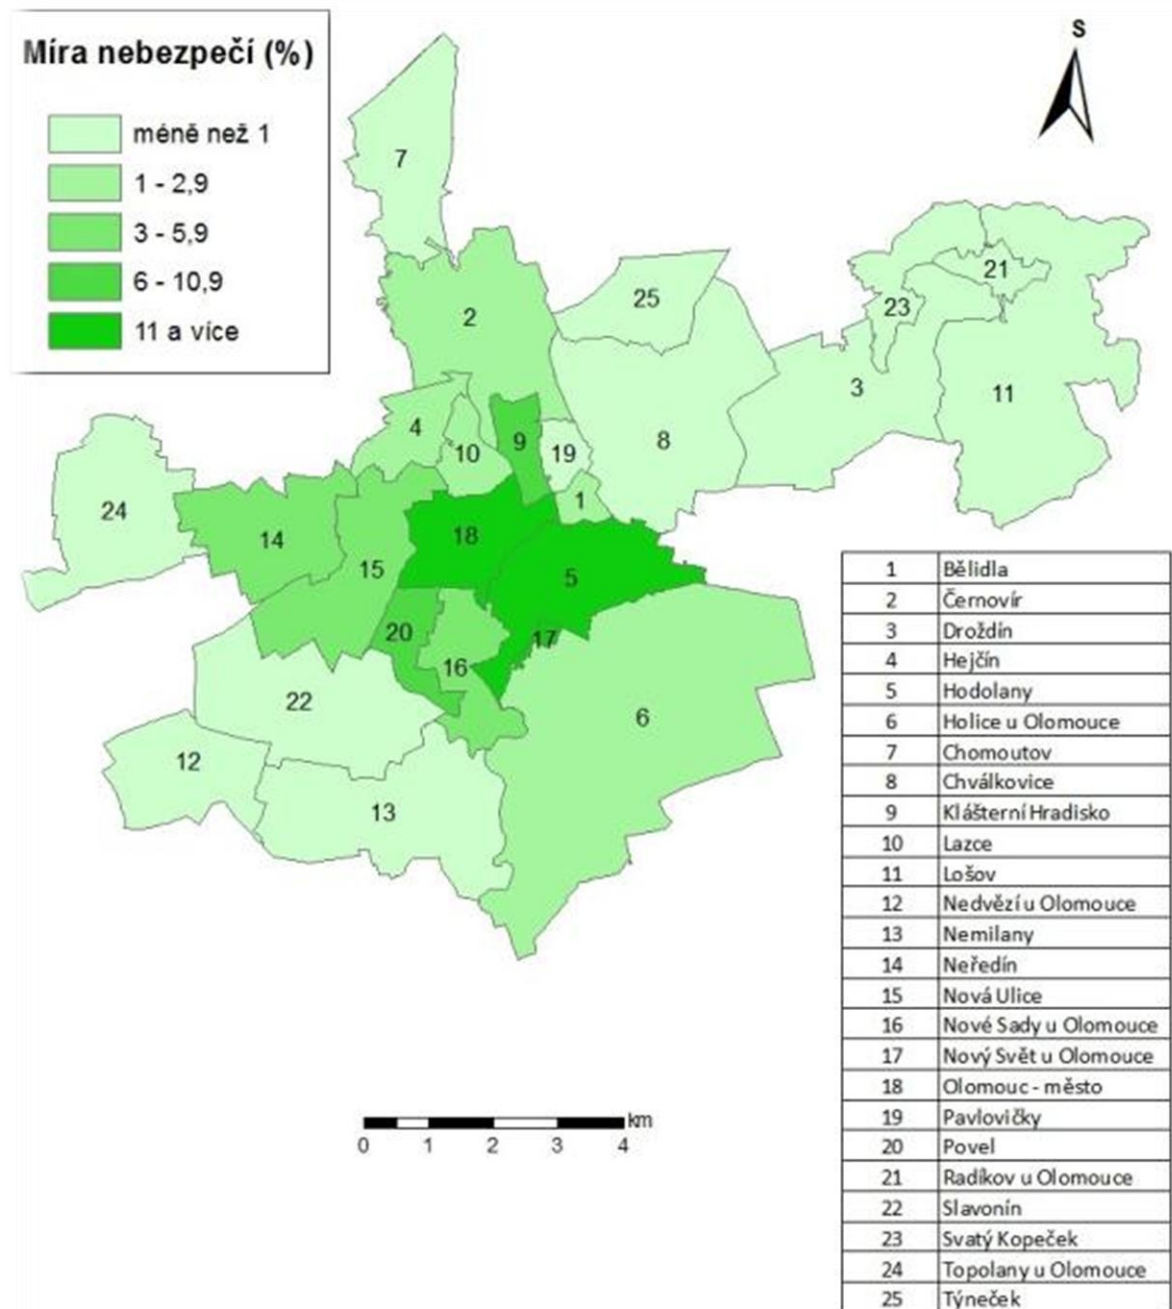 Míra nebezpečí (%)
méně než 1
1 - 2,9
3 - 5,9
6 - 10,9
11 a více
S
7
2
25
21
23
3
11
4
10
9
19
8
1
24
14
15
18
5
20
17
16
22
6
12
13
1 Bělidla
2 Černovír
3 Droždín
4 Hejčín
5 Hodolany
6 Holice u Olomouce
7 Chomoutov
8 Chválkovice
9 Klášterní Hradisko
10 Lazce
11 Lošov
12 Nedvězí u Olomouce
13 Nemilany
14 Neředín
15 Nová Ulice
16 Nové Sady u Olomouce
17 Nový Svět u Olomouce
18 Olomouc - město
19 Pavlovičky
20 Povel
21 Radíkov u Olomouce
22 Slavonín
23 Svatý Kopeček
24 Topolany u Olomouce
25 Týneček
km
0 1 2 3 4